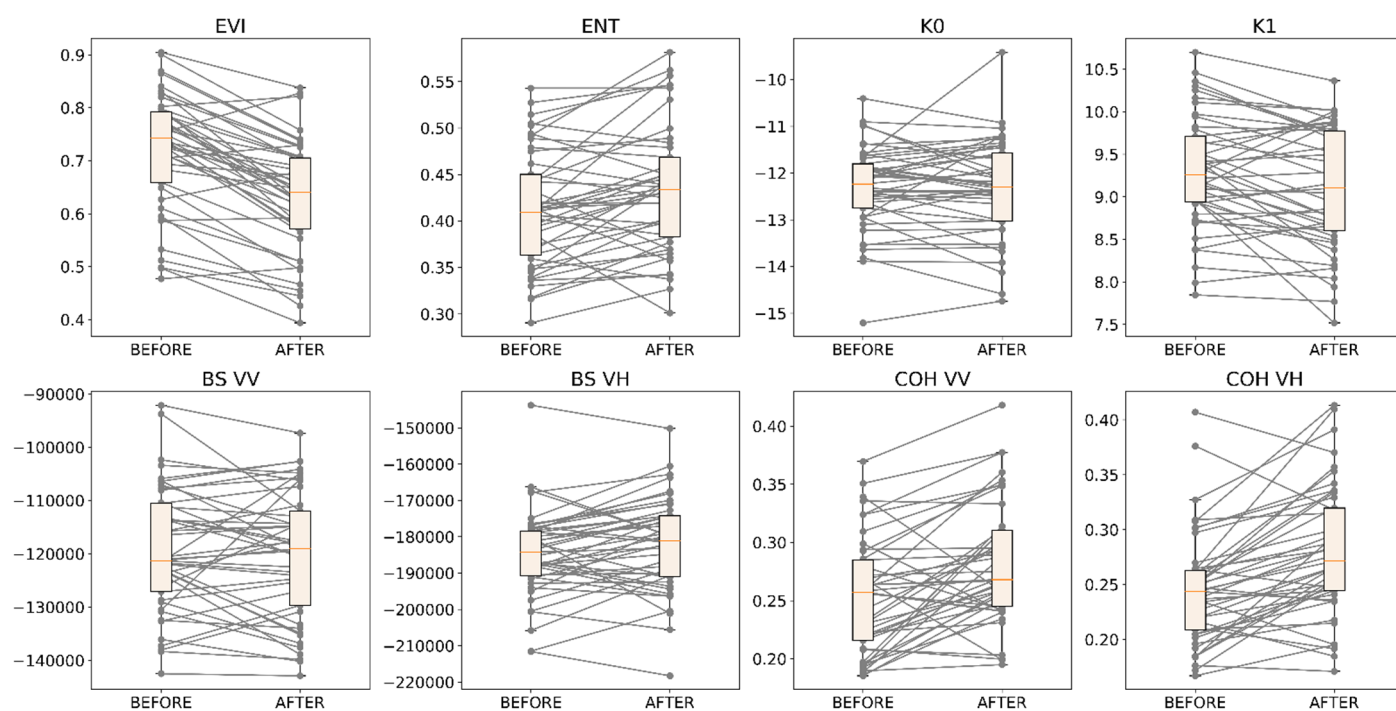 EVI
ENT
K0
K1
0.9
0.8
0.7
0.6
0.5
0.4
BEFORE
AFTER
0.55
0.50
0.45
0.40
0.35
0.30
BEFORE
AFTER
−10
−11
−12
−13
−14
−15
BEFORE
AFTER
10.5
10.0
9.5
9.0
8.5
8.0
7.5
BEFORE
AFTER
BS VV
BS VH
COH VV
COH VH
−90000
−100000
−110000
−120000
−130000
−140000
BEFORE
AFTER
−150000
−160000
−170000
−180000
−190000
−200000
−210000
−220000
BEFORE
AFTER
0.40
0.35
0.30
0.25
0.20
BEFORE
AFTER
0.40
0.35
0.30
0.25
0.20
BEFORE
AFTER